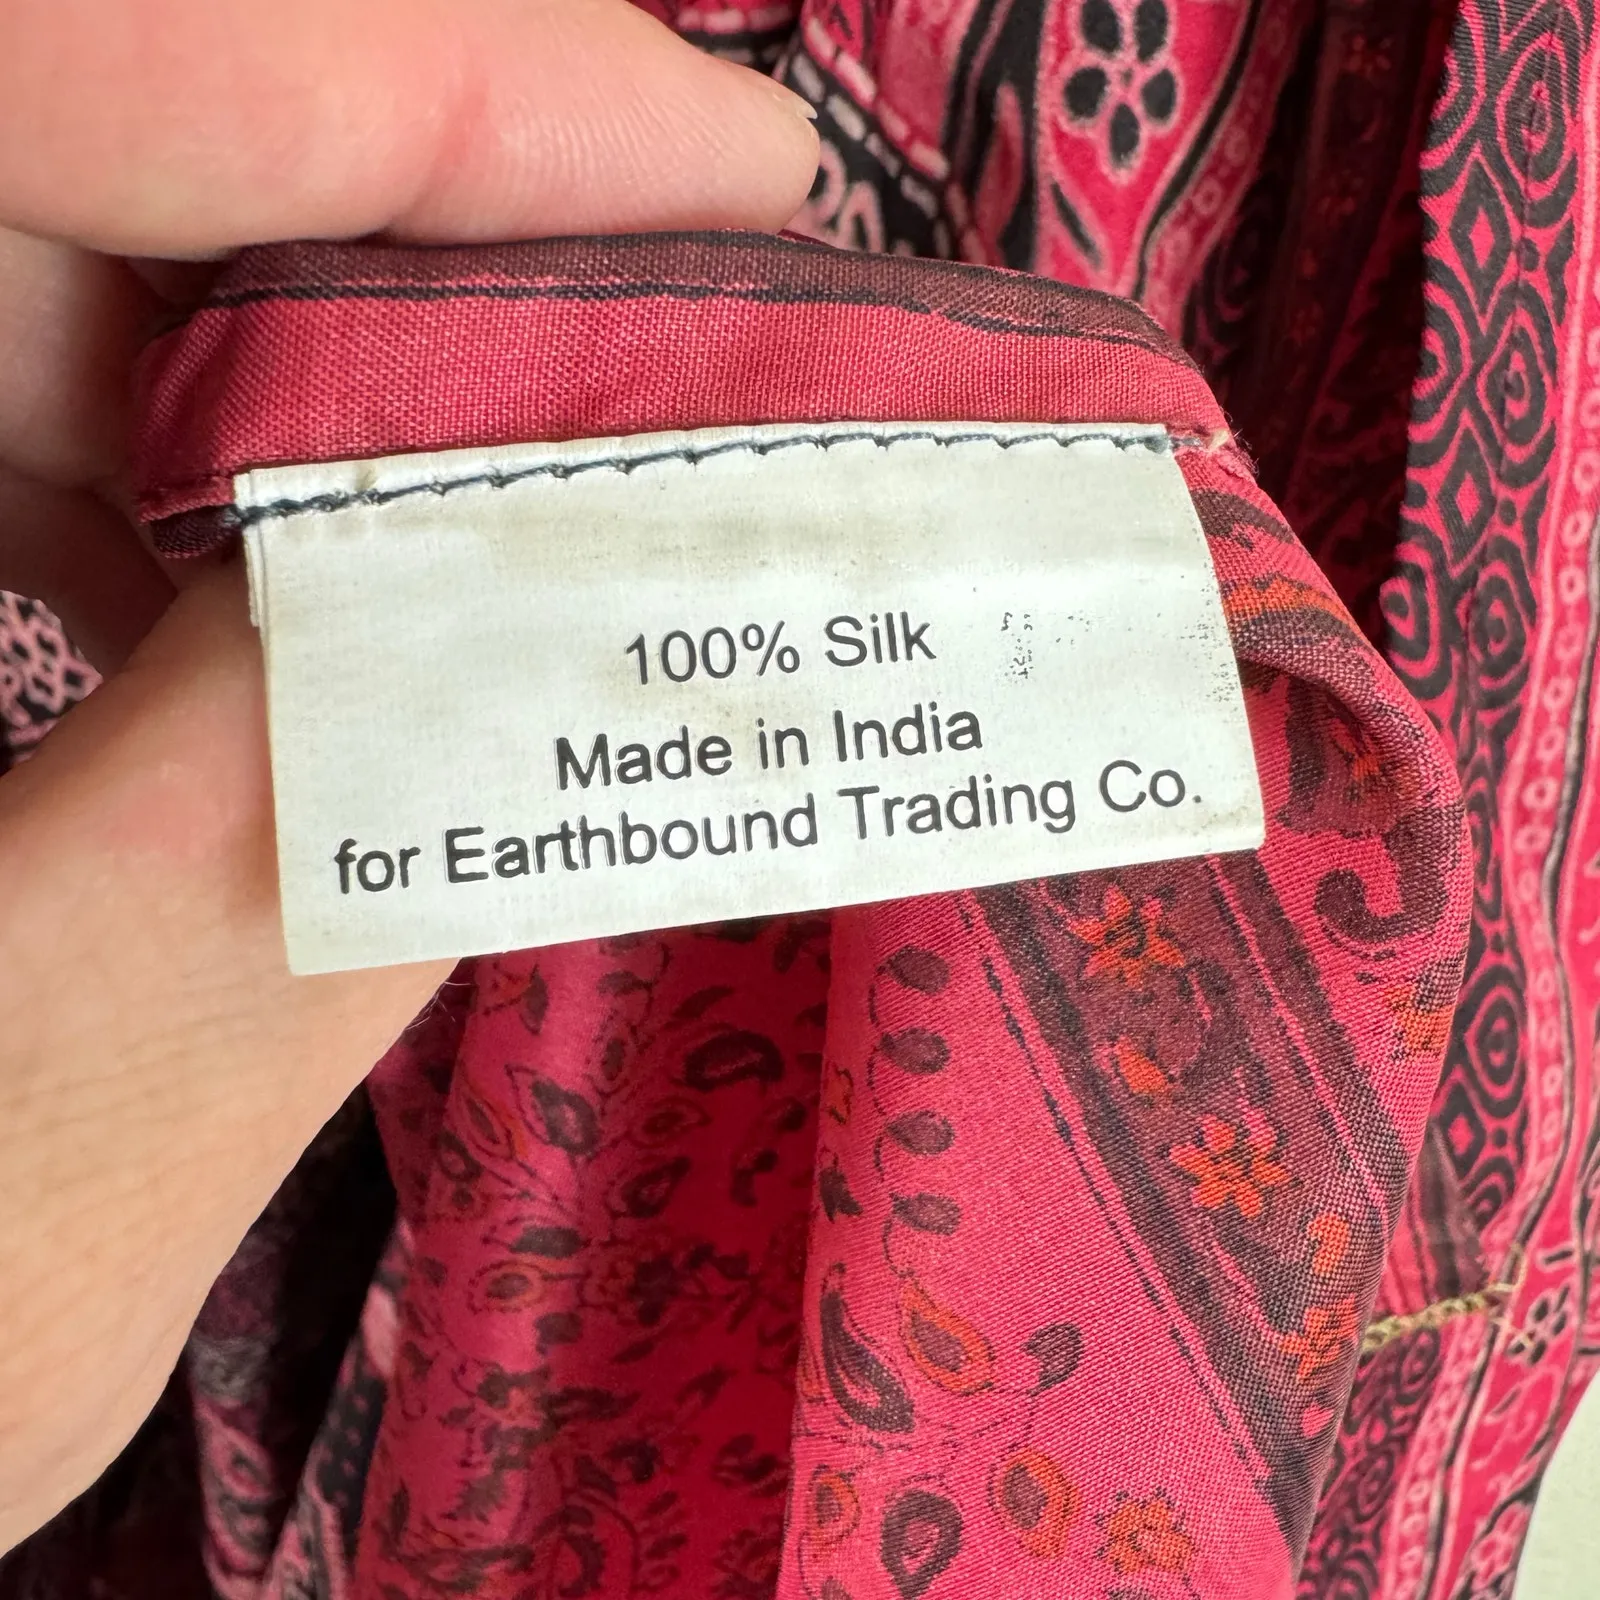 100% Silk
Made in India
for Earthbound Trading Co.